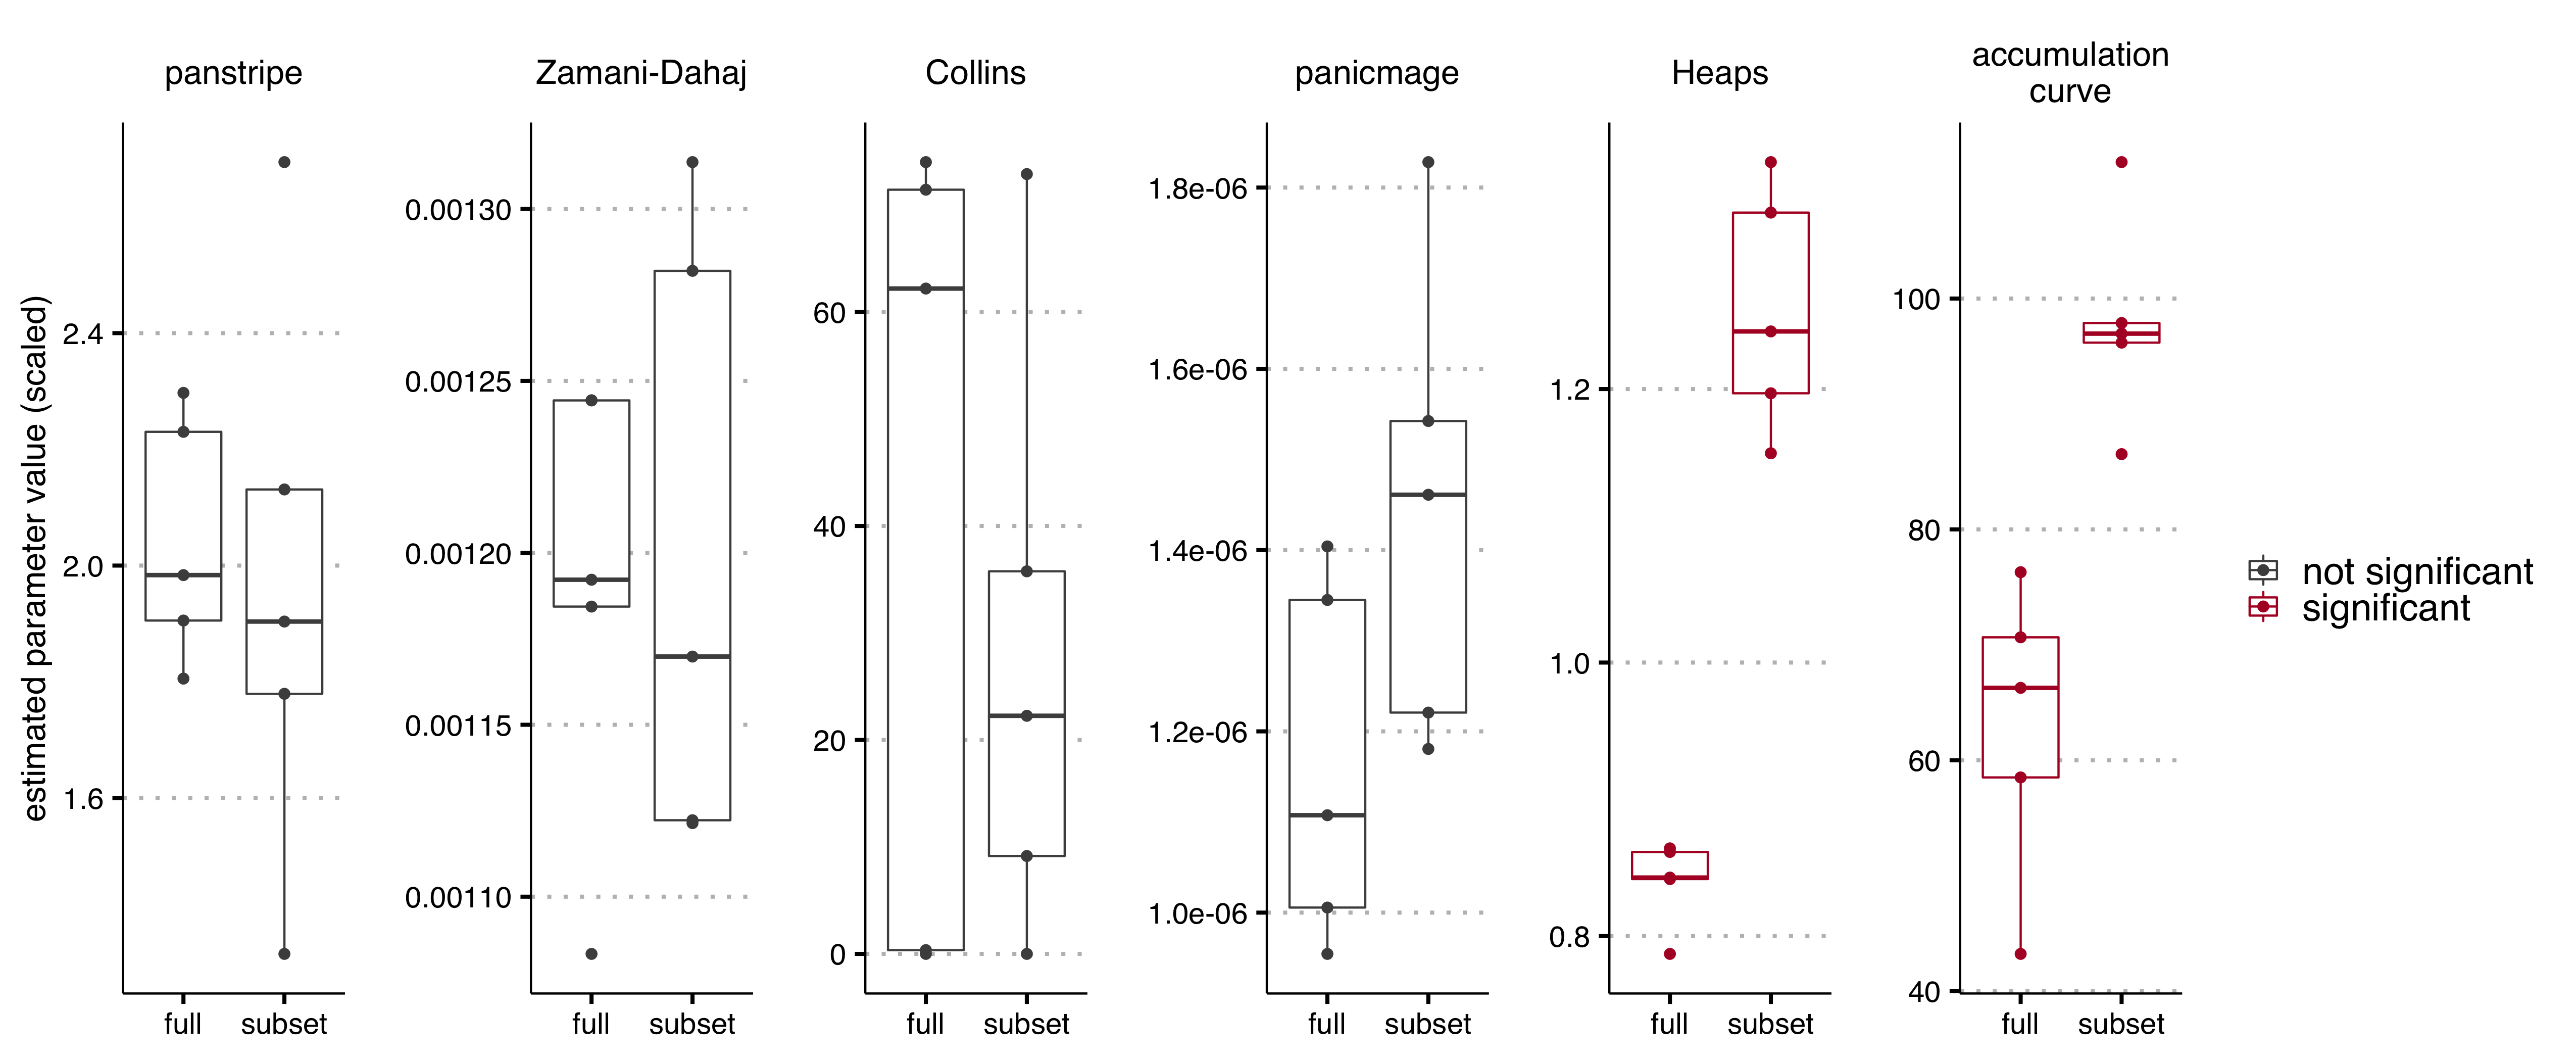 estimated parameter value (scaled)
panstripe
2.4
2.0
1.6
full subset
Zamani-Dahaj
0.00130
0.00125
0.00120
0.00115
0.00110
full subset
Collins
60
40
20
0
full subset
panicmage
1.8e-06
1.6e-06
1.4e-06
1.2e-06
1.0e-06
full subset
Heaps
1.2
1.0
0.8
full subset
accumulation
curve
100
80
60
40
full subset
not significant
significant